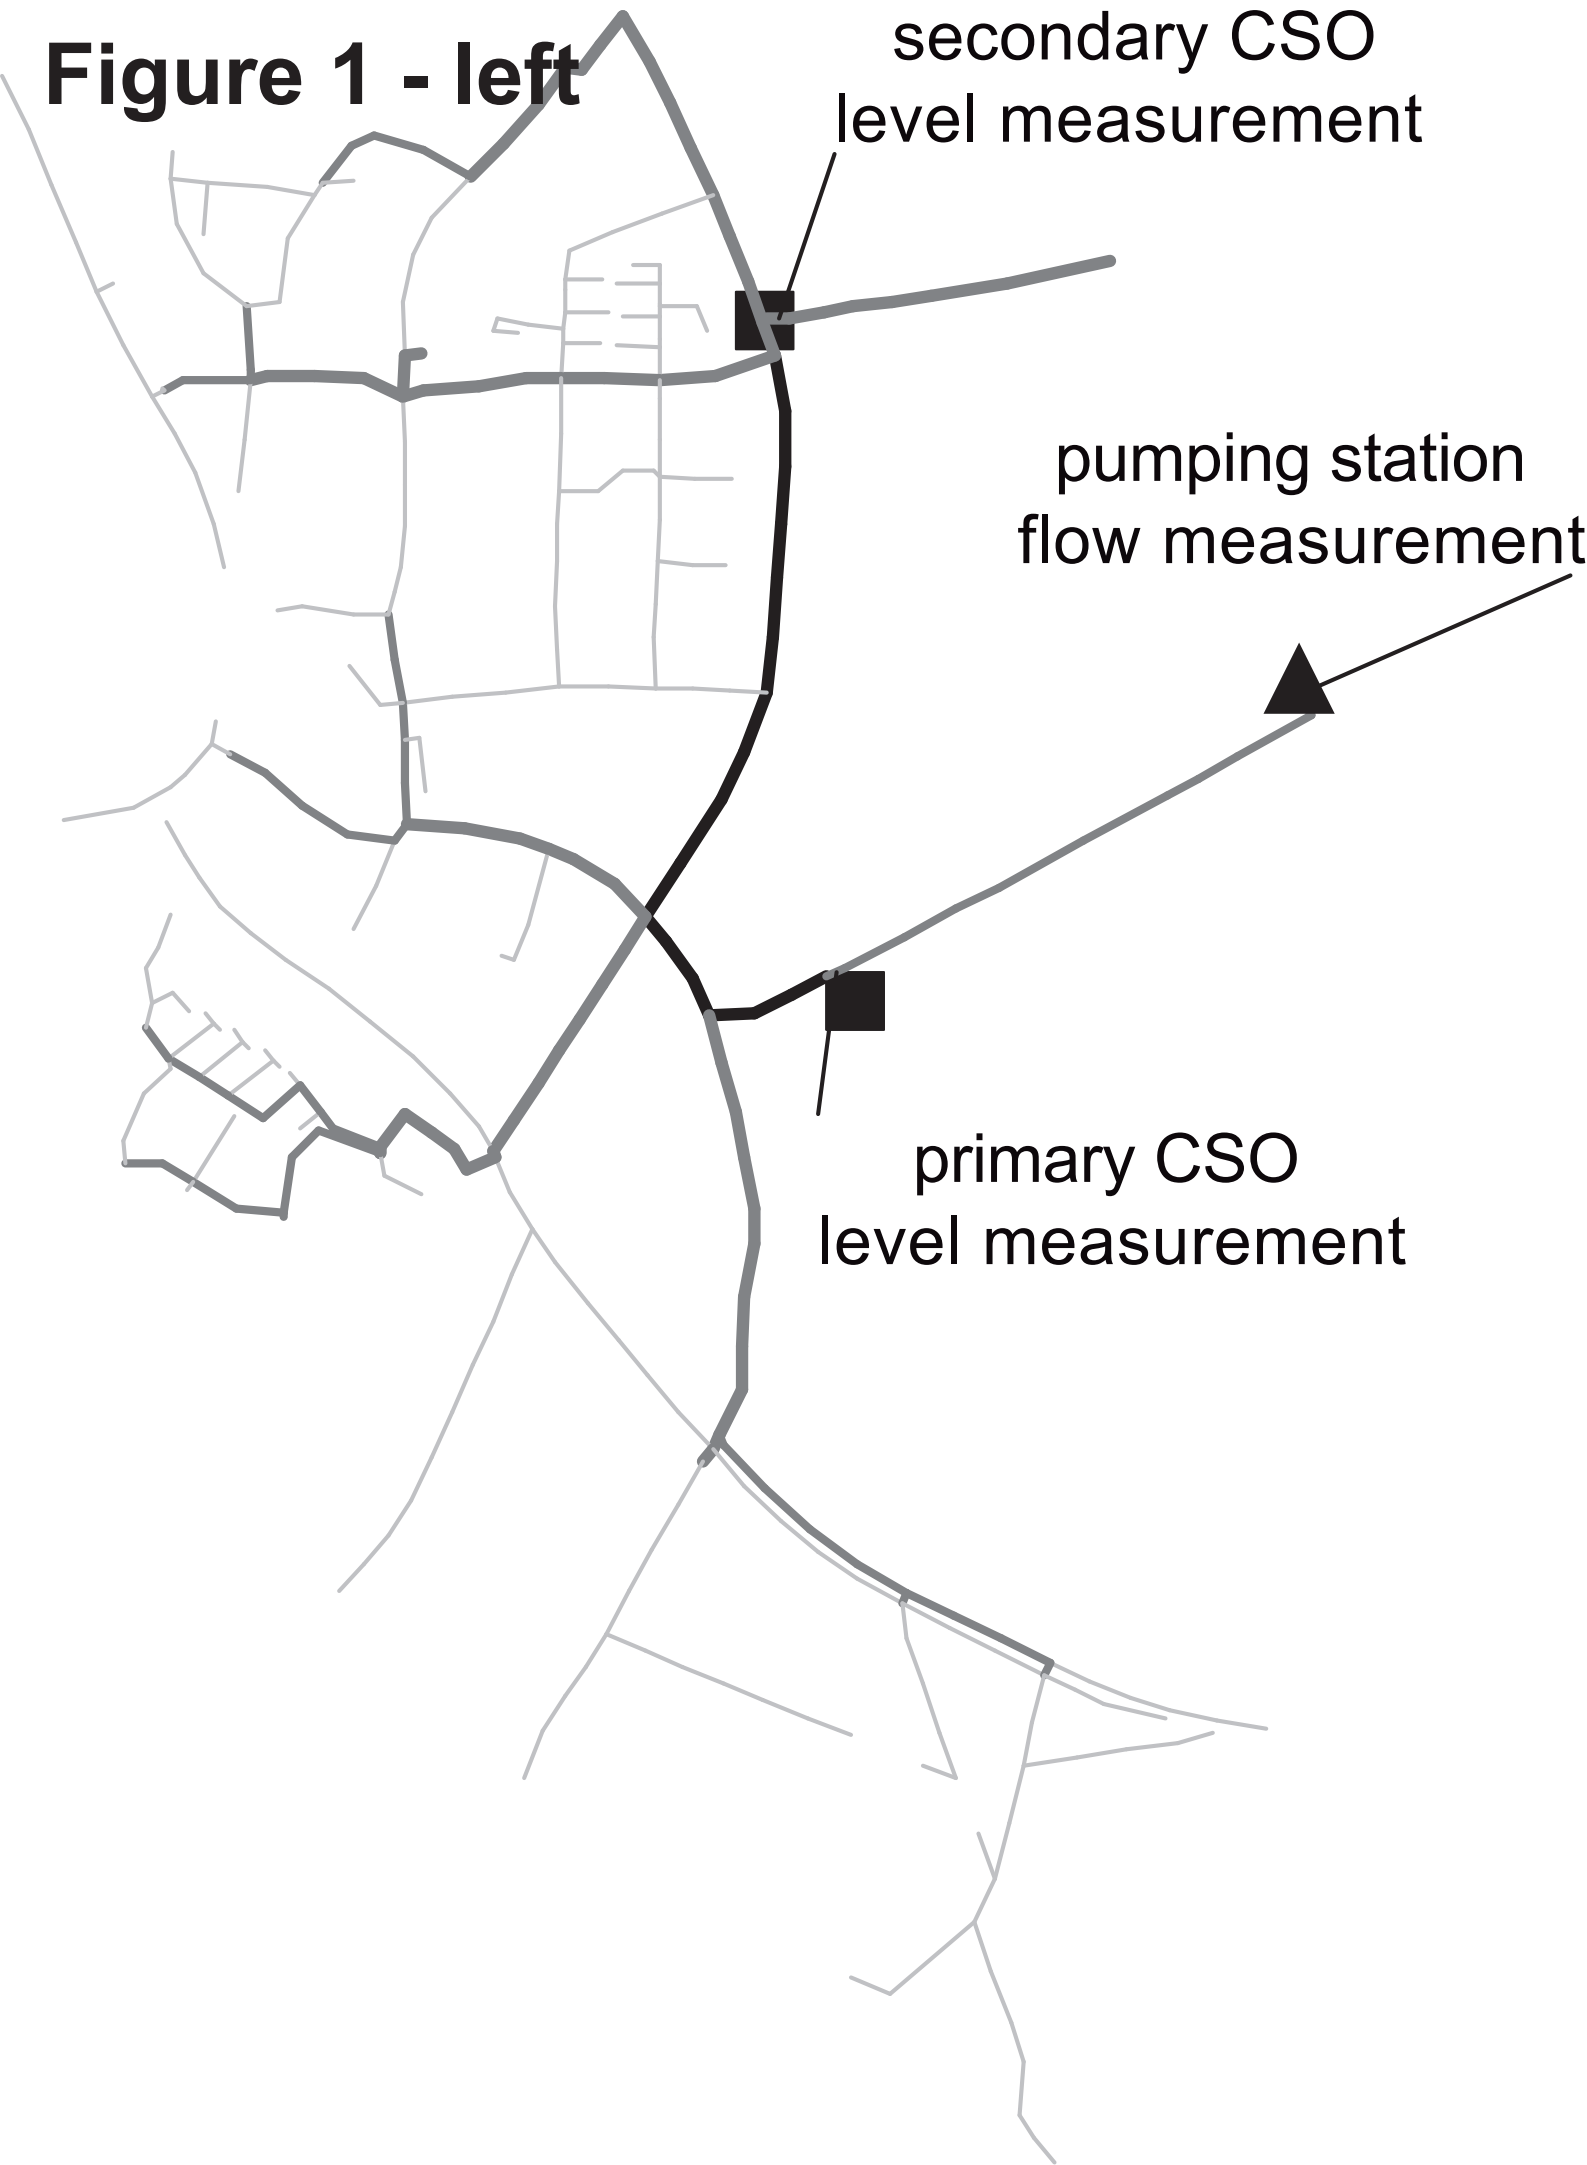 Figure 1 - left
secondary CSO
level measurement
pumping station
flow measurement
primary CSO
level measurement